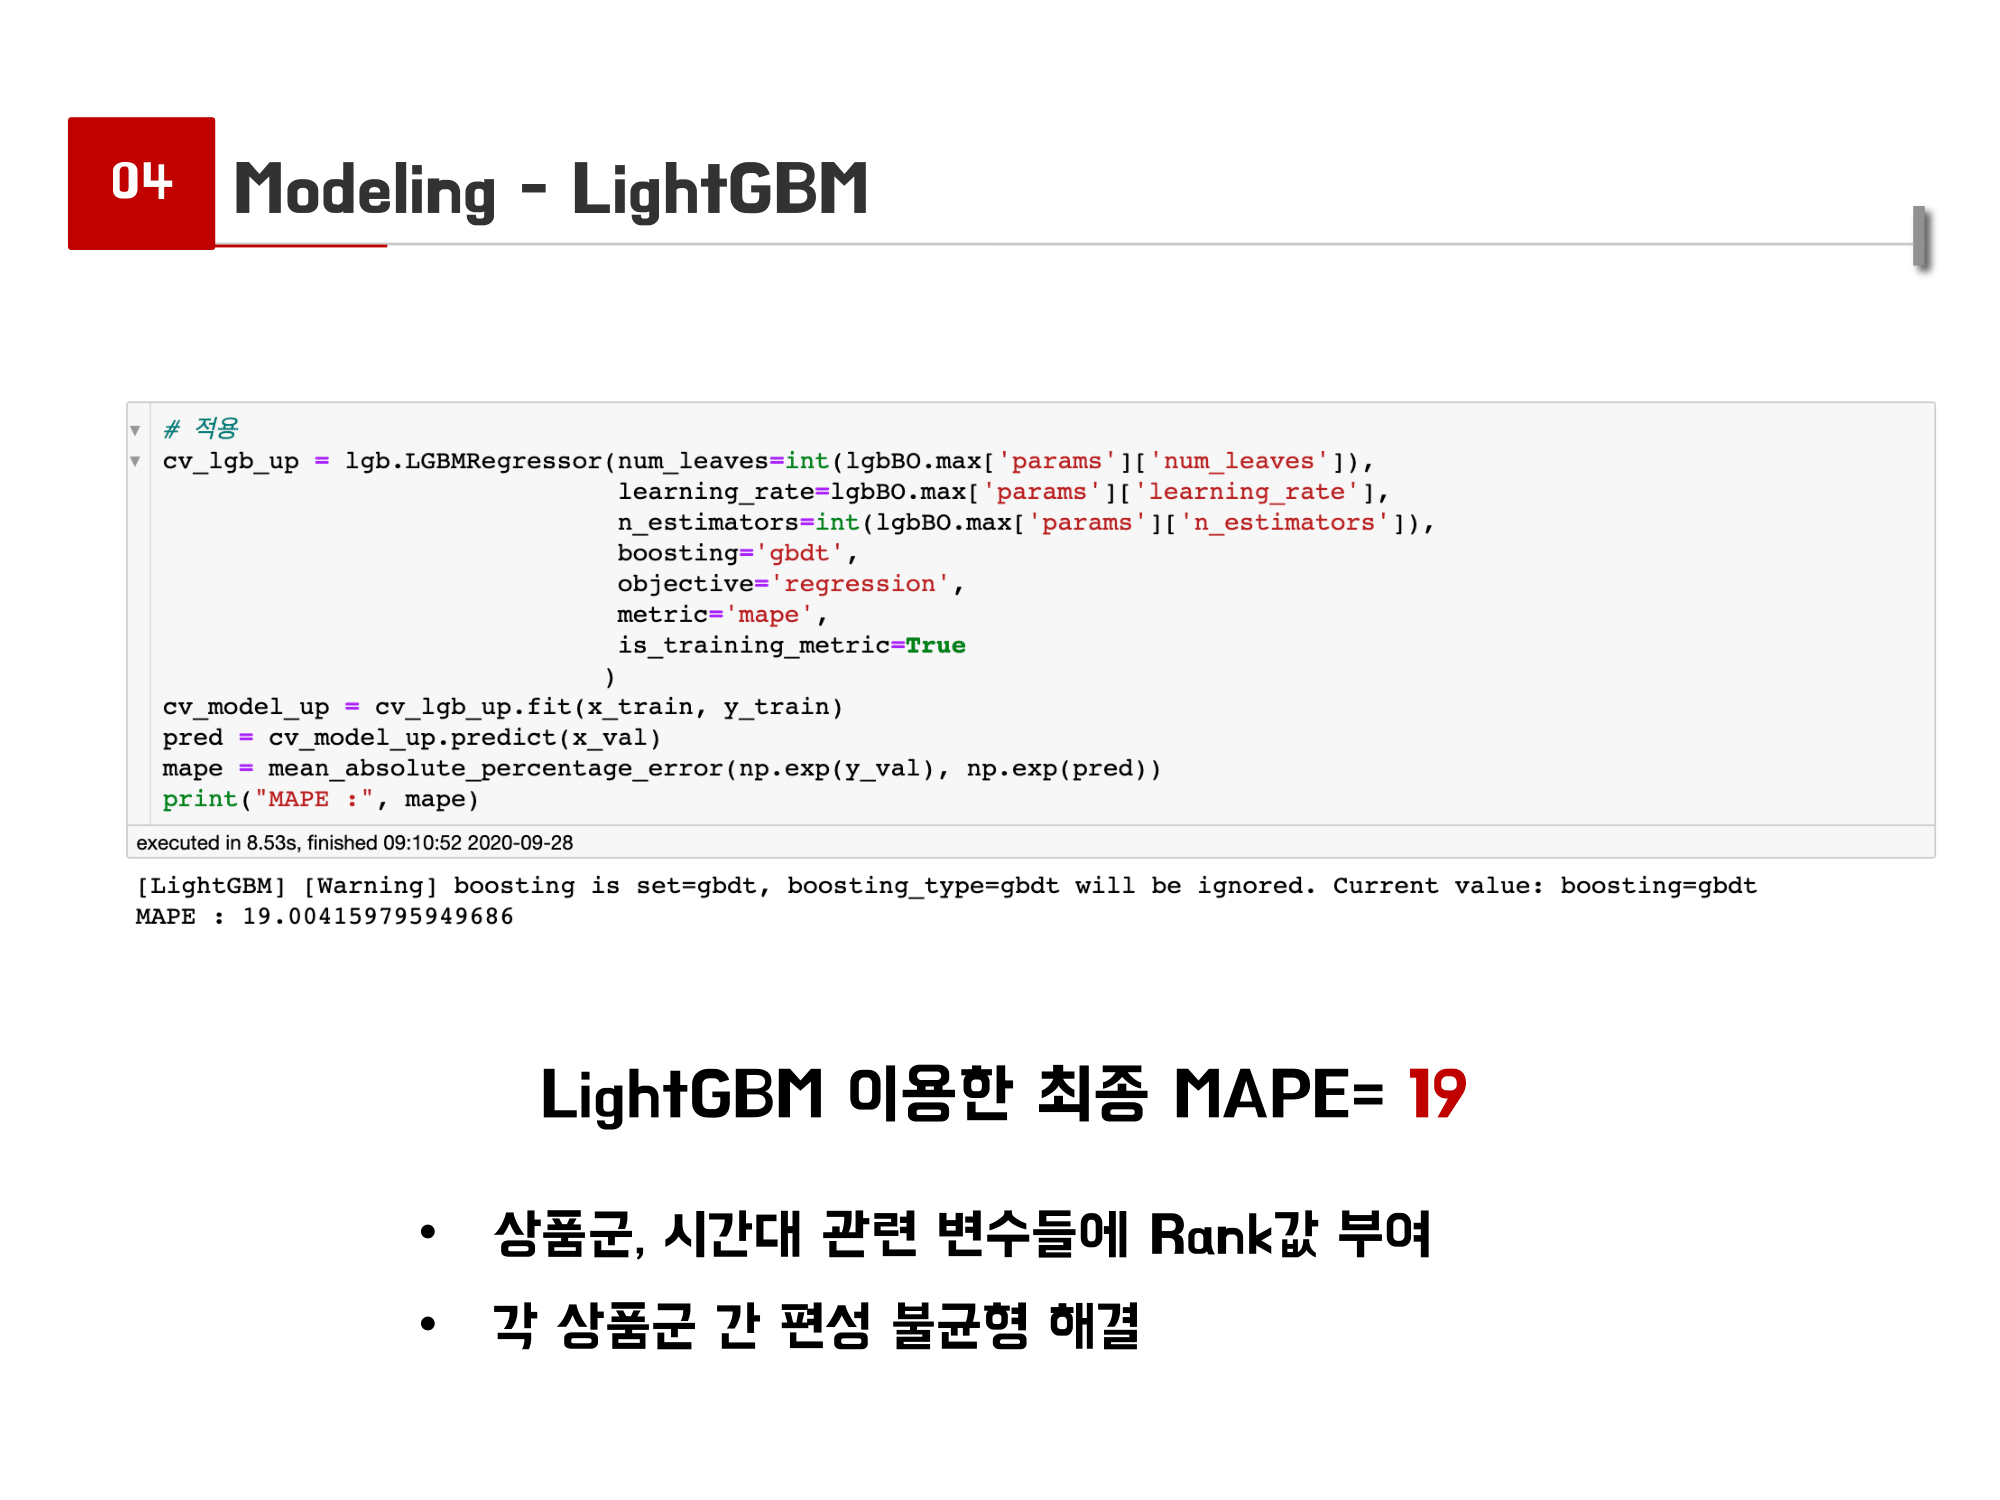 04
Modeling - LightGBM
# 적용
cv_lgb_up = lgb.LGBMRegressor(num_leaves=int(lgbBO.max['params']['num_leaves']),
learning_rate=lgbBO.max['params']['learning_rate'],
n_estimators=int(lgbBO.max['params']['n_estimators']),
boosting='gbdt',
objective='regression',
metric='mape',
is_training_metric=True
)
cv_model_up = cv_lgb_up.fit(x_train, y_train)
pred = cv_model_up.predict(x_val)
mape = mean_absolute_percentage_error(np.exp(y_val), np.exp(pred))
print("MAPE :", mape)
executed in 8.53s, finished 09:10:52 2020-09-28
[LightGBM] [Warning] boosting is set=gbdt, boosting_type=gbdt will be ignored. Current value: boosting=gbdt
MAPE : 19.004159795949686
LightGBM 이용한 최종 MAPE= 19
• 상품군, 시간대 관련 변수들에 Rank값 부여
• 각 상품군 간 편성 불균형 해결